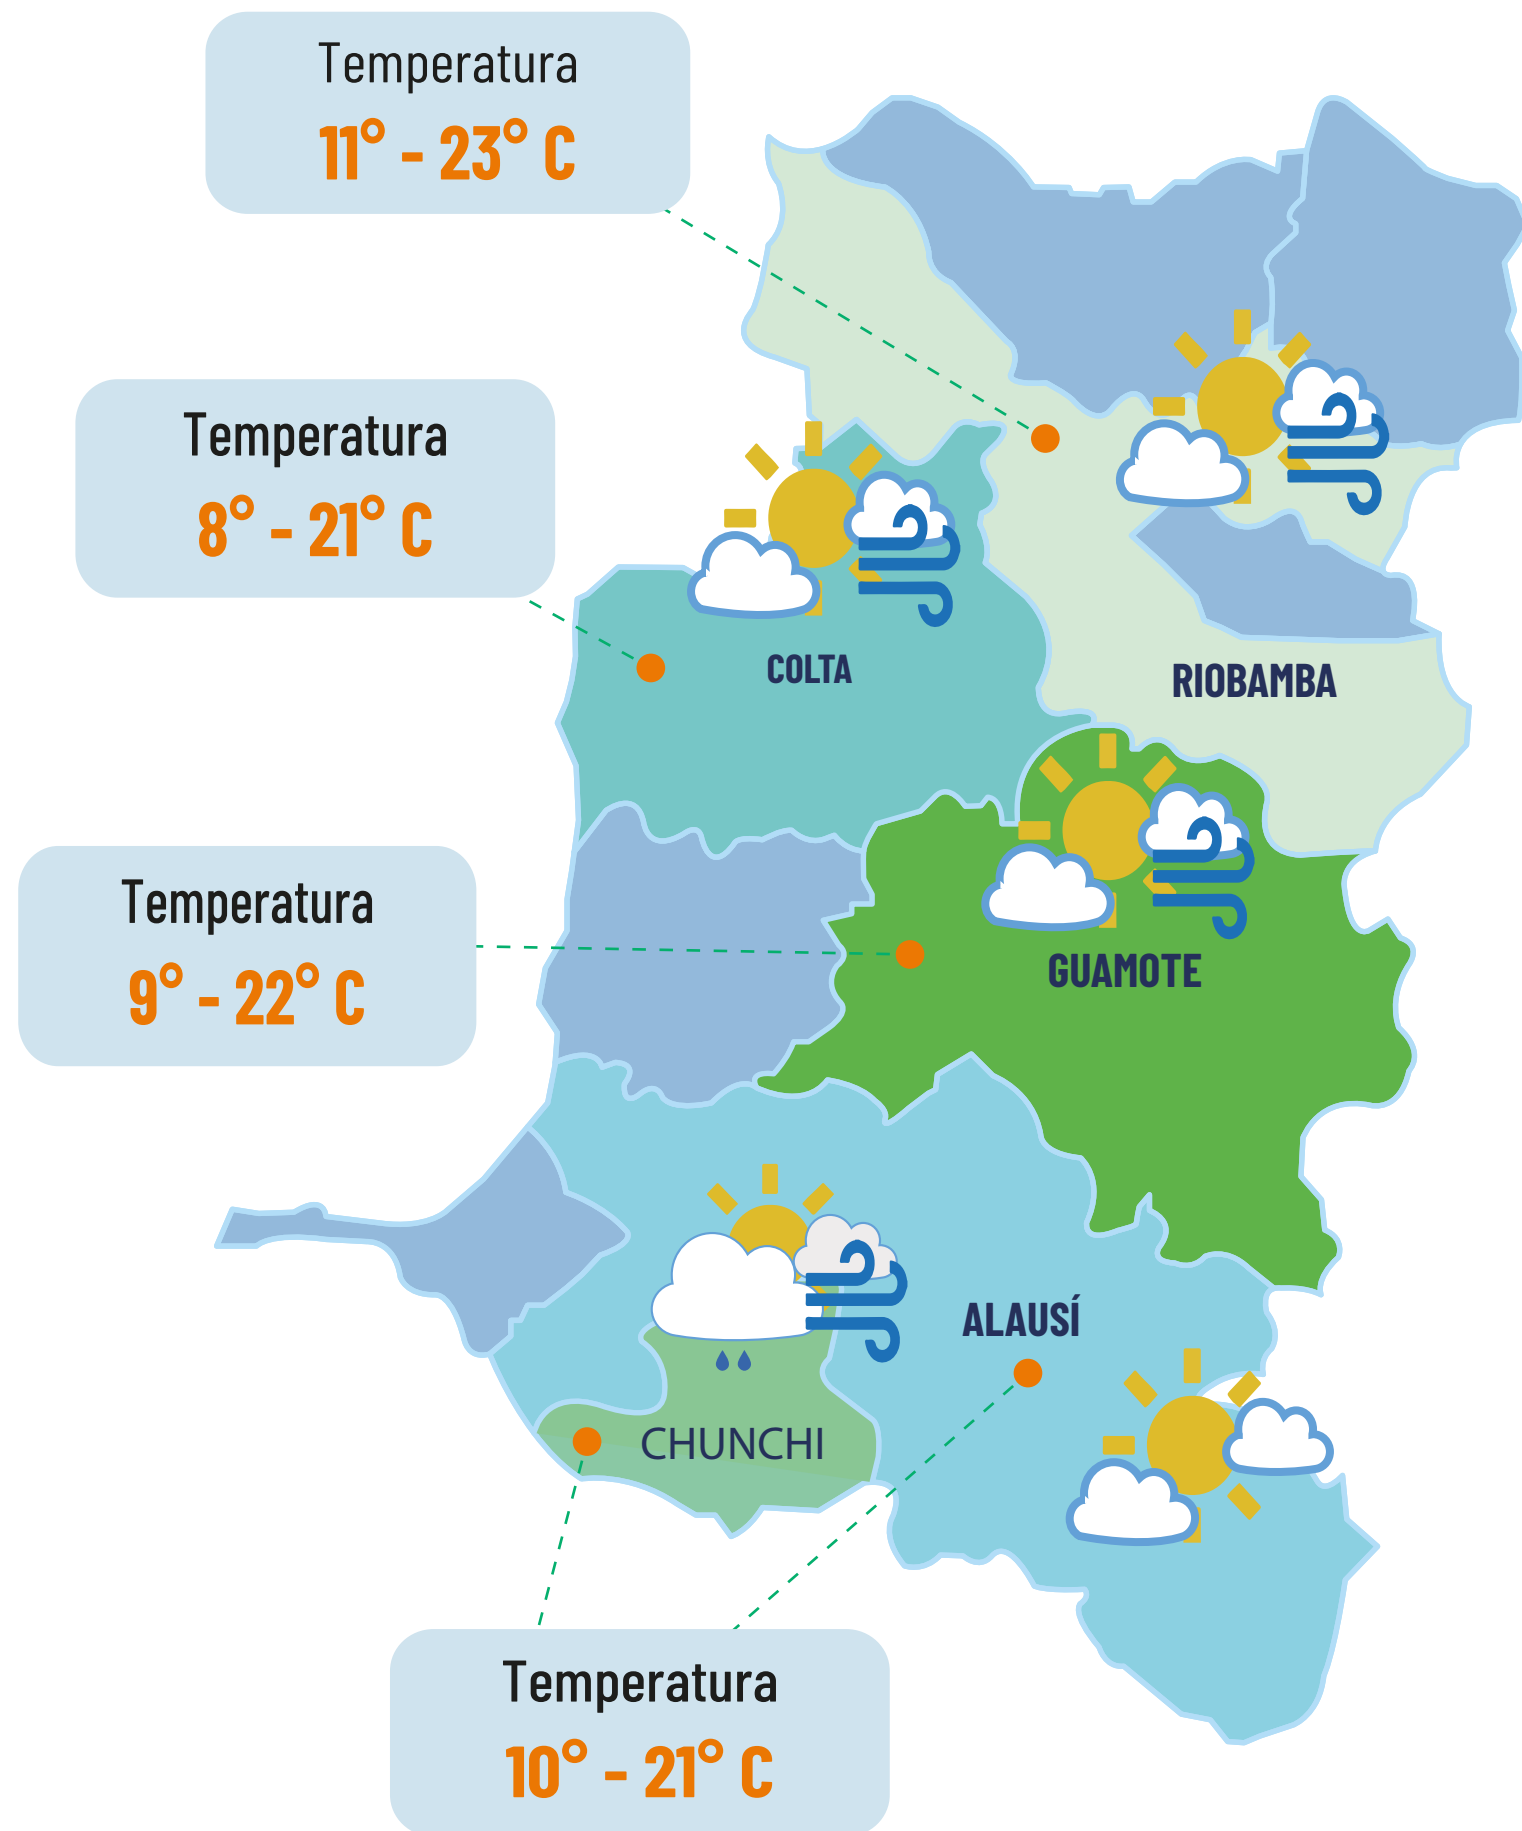 Temperatura
11° - 23° C
Temperatura
8° - 21° C
COLTA
RIOBAMBA
Temperatura
9° - 22° C
GUAMOTE
ALAUSÍ
CHUNCHI
Temperatura
10° - 21° C